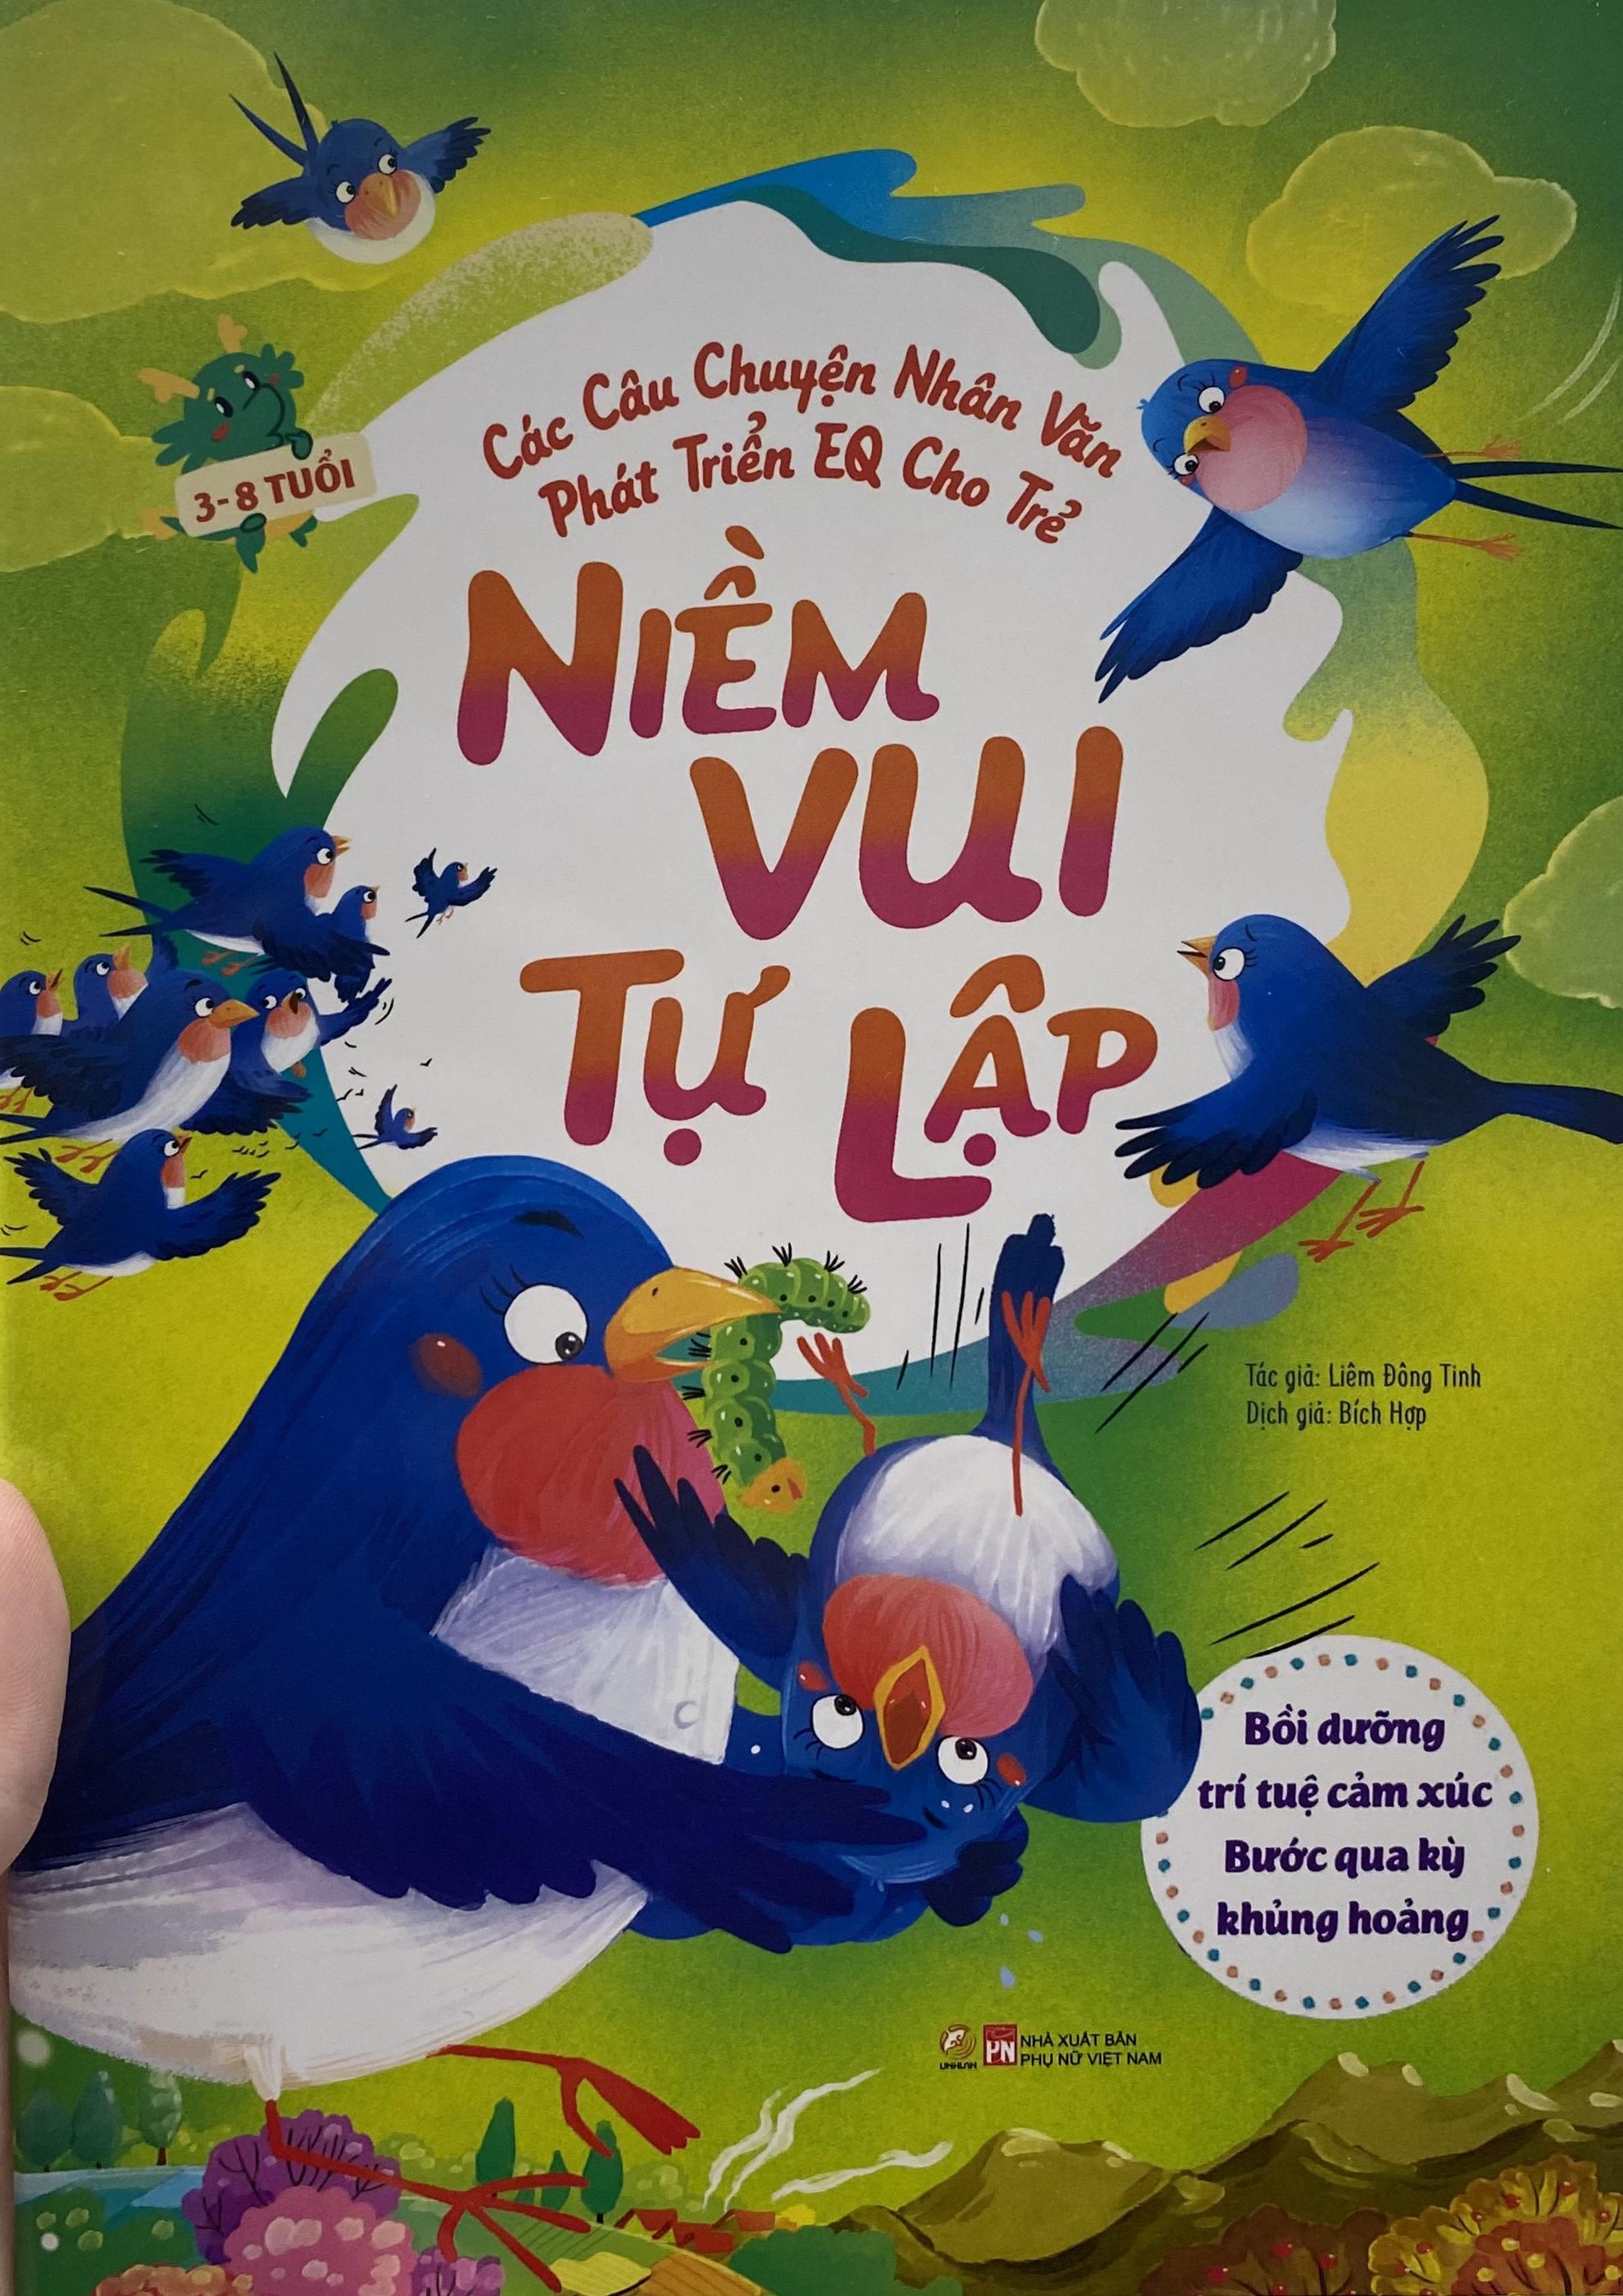 Các Câu Chuyện Nhân Văn
Phát Triển EQ Cho Trẻ
3-8 TUỔI
NIỀM
VUI
TỰ LẬP
Tác giả: Liêm Đông Tinh
Dịch giả: Bích Hợp
Bồi dưỡng
trí tuệ cảm xúc
Bước qua kỳ
khủng hoảng
PN
NHÀ XUẤT BẢN
PHỤ NỮ VIỆT NAM